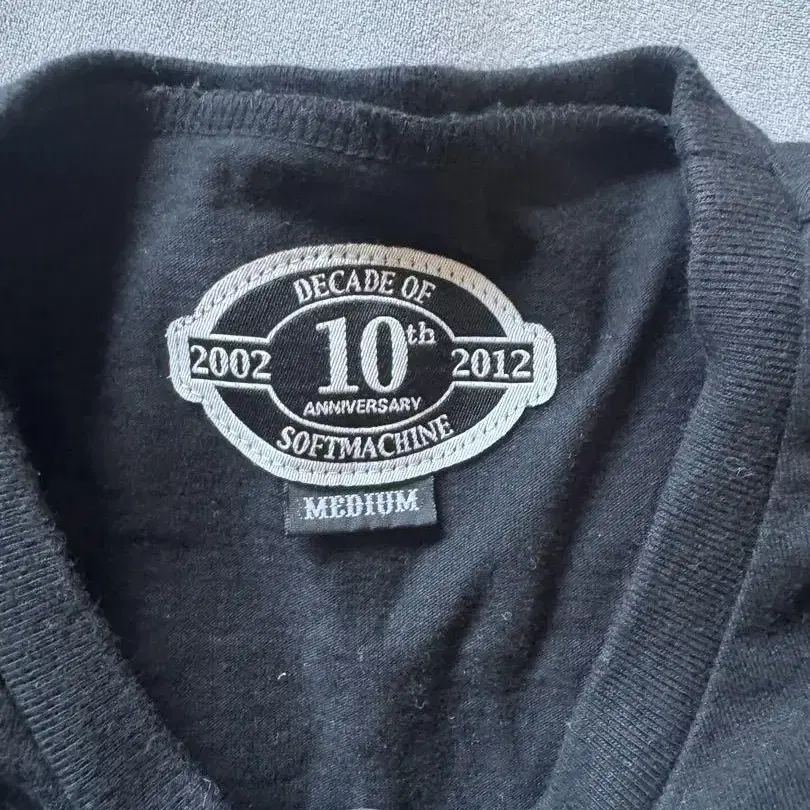 DECADE OF
2002 10th 2012
ANNIVERSARY
SOFTMACHINE
MEDIUM